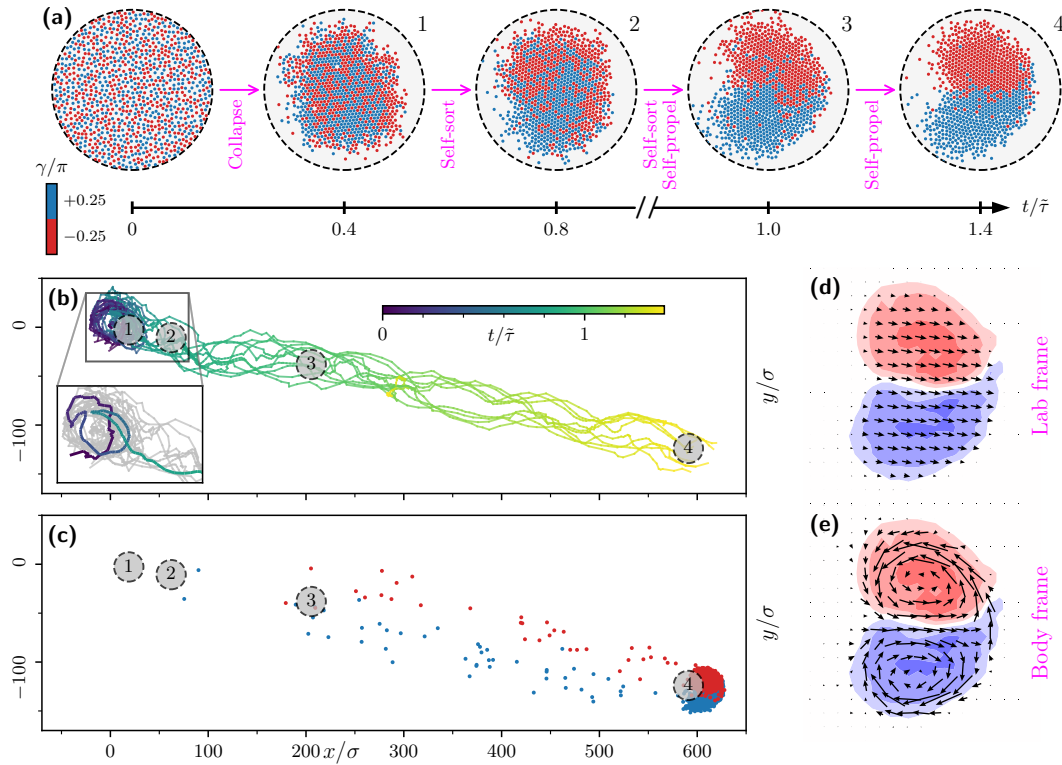 (a)
1
2
3
4
Collapse
Self-sort
Self-sort
Self-propel
Self-propel
γ/π
+0.25
−0.25
0
0.4
0.8
1.0
1.4
t/τ̃
(b)
0
−100
1
2
3
4
0
1
t/τ̃
y/σ
(c)
0
−100
1
2
3
4
0
100
200
300
400
500
600
x/σ
y/σ
(d)
Lab frame
(e)
Body frame